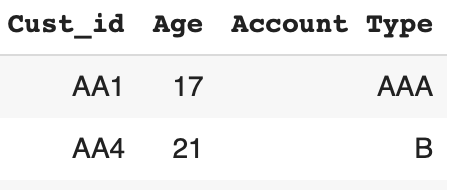 Cust_id Age Account Type
AA1 17 AAA
AA4 21 B